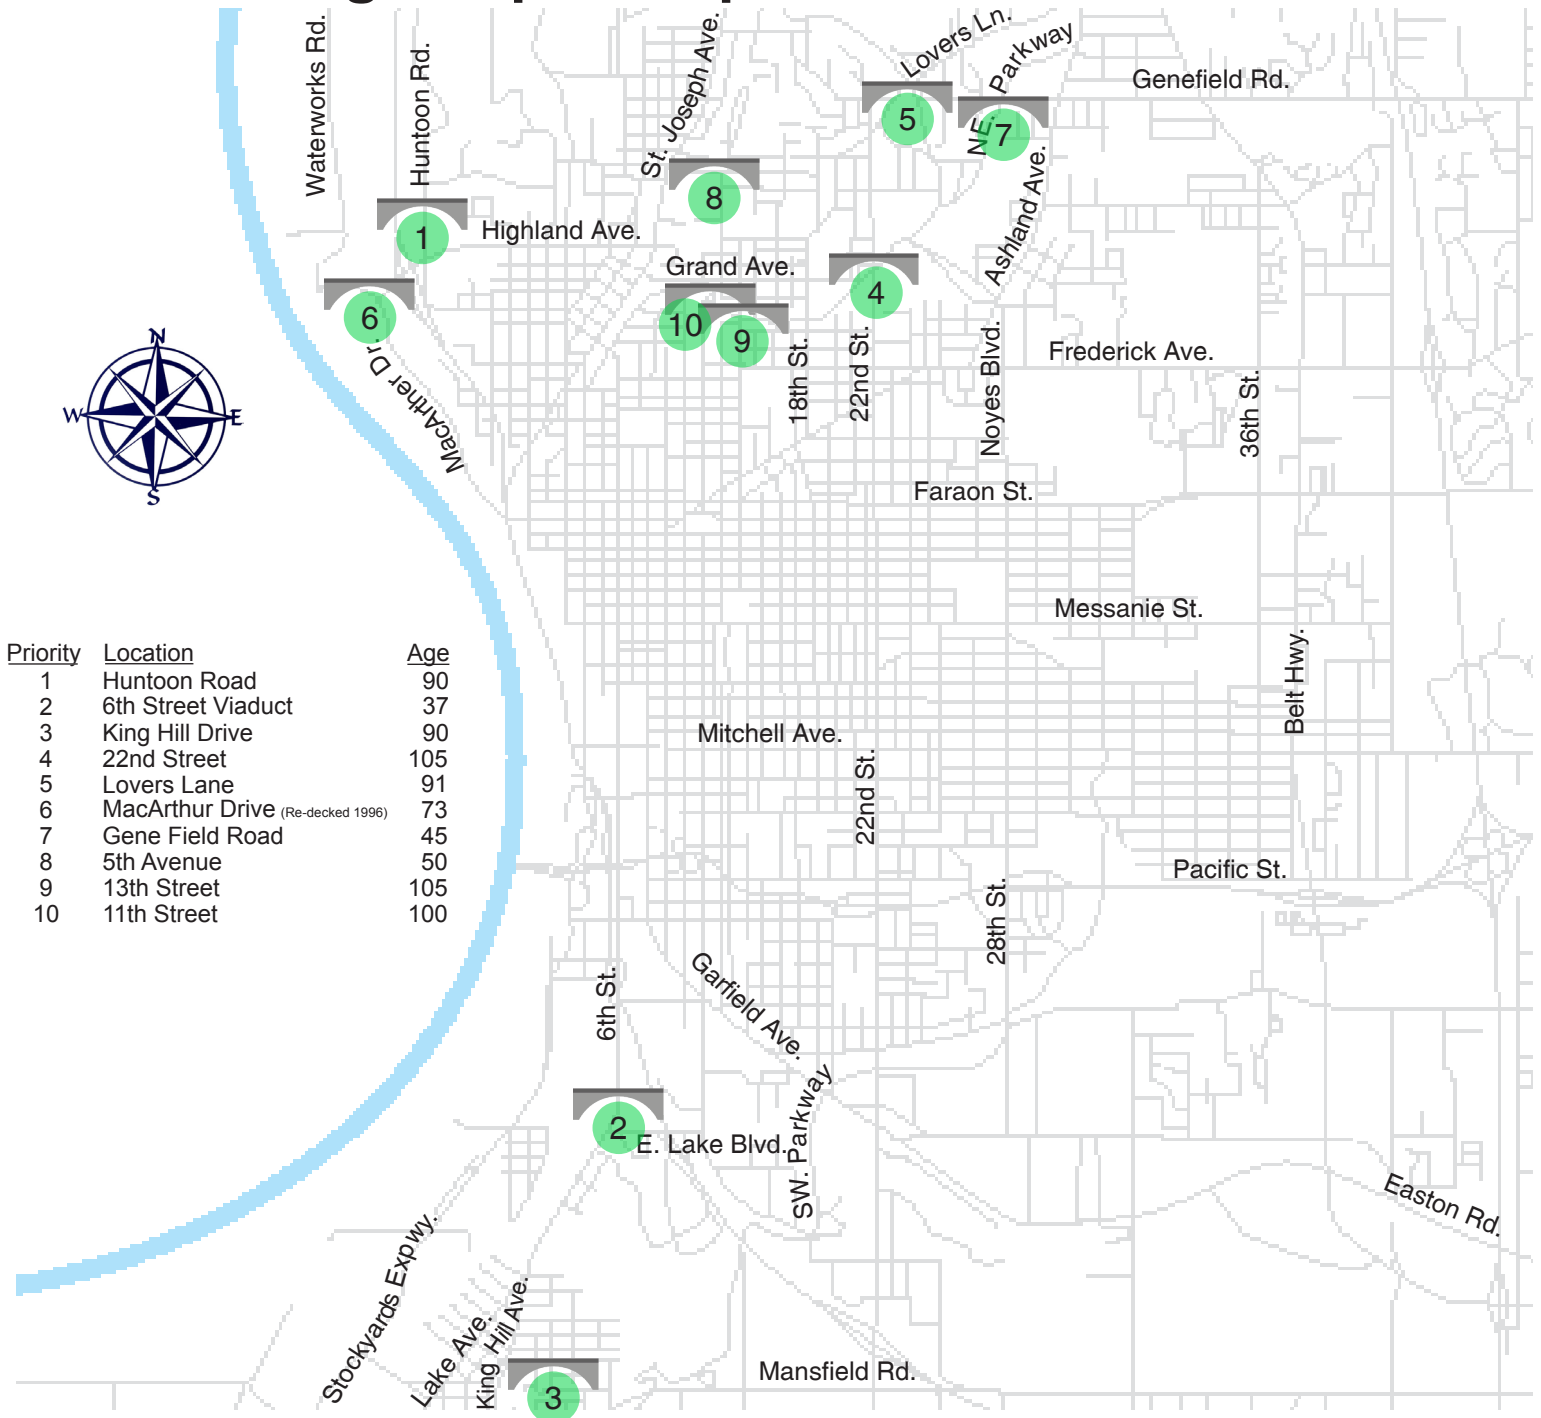 Waterworks Rd.
Huntoon Rd.
St. Joseph Ave.
Lovers Ln.
N.E. Parkway
Genefield Rd.
5
7
8
Ashland Ave.
1
Highland Ave.
Grand Ave.
4
6
10
9
MacArther Dr.
18th St.
22nd St.
Noyes Blvd.
Frederick Ave.
36th St.
N
W
E
S
Faraon St.
Messanie St.
Belt Hwy.
Priority Location Age
1 Huntoon Road 90
2 6th Street Viaduct 37
3 King Hill Drive 90
4 22nd Street 105
5 Lovers Lane 91
6 MacArthur Drive (Re-decked 1996) 73
7 Gene Field Road 45
8 5th Avenue 50
9 13th Street 105
10 11th Street 100
Mitchell Ave.
22nd St.
Pacific St.
28th St.
6th St.
Garfield Ave.
SW. Parkway
2
E. Lake Blvd.
Easton Rd.
Stockyards Expwy.
Lake Ave.
King Hill Ave.
3
Mansfield Rd.